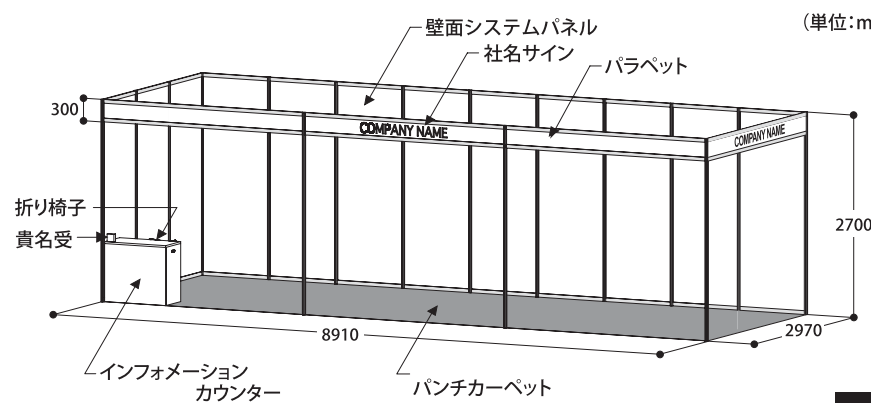 (単位:m
壁面システムパネル
社名サイン
パラペット
300
COMPANY NAME
COMPANY NAME
折り椅子
貴名受
2700
8910
2970
インフォメーション
カウンター
パンチカーペット